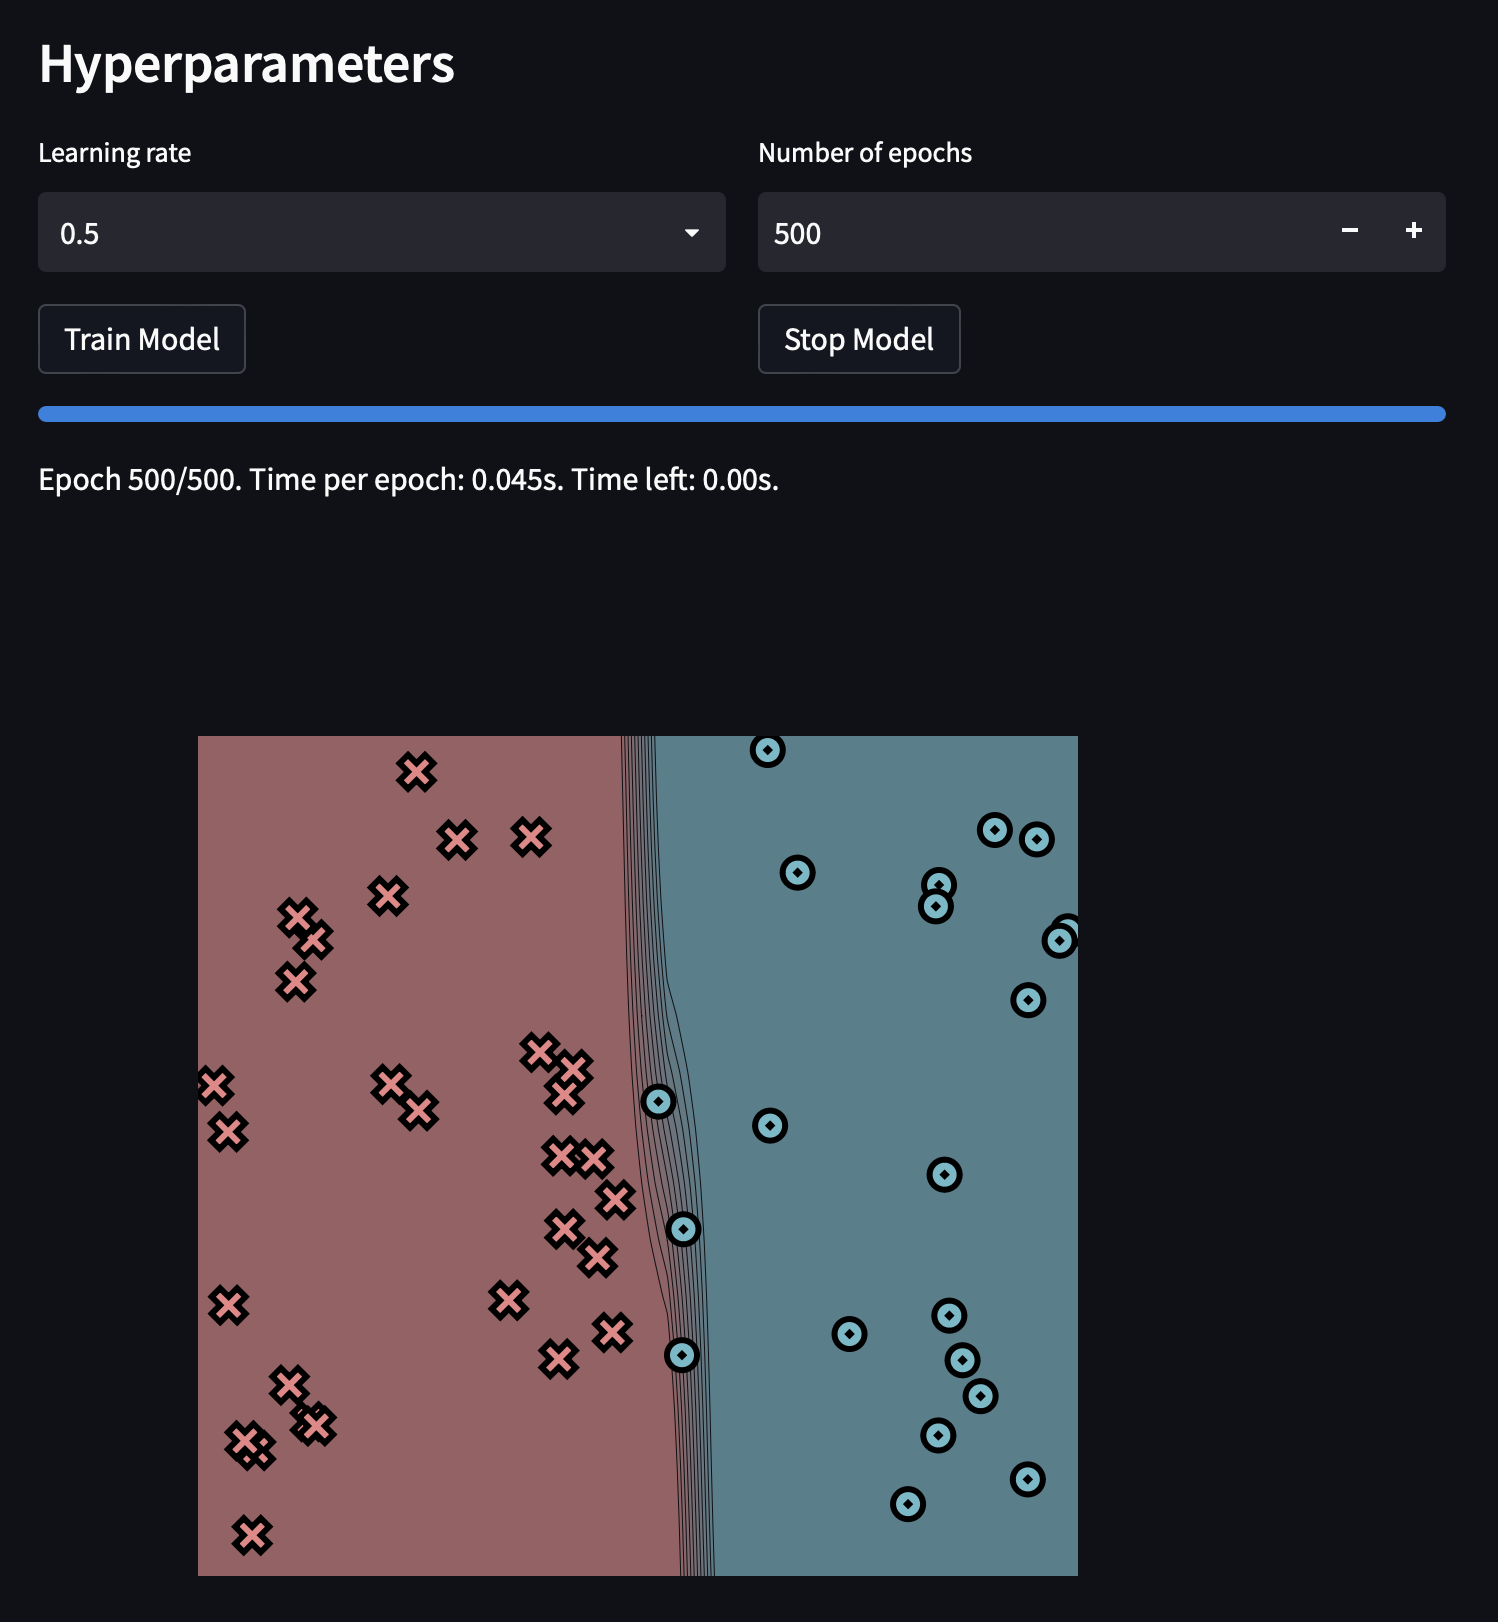 Hyperparameters
Learning rate
Number of epochs
0.5
500
Train Model
Stop Model
Epoch 500/500. Time per epoch: 0.045s. Time left: 0.00s.